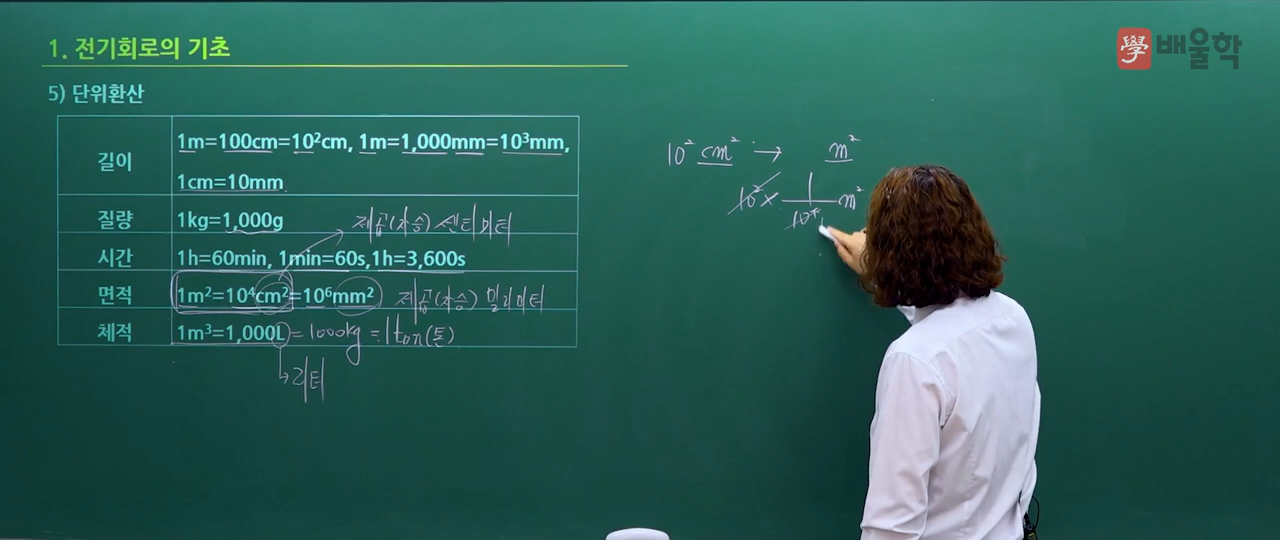 1. 전기회로의 기초
學 배울학
5) 단위환산
길이 1m=100cm=10²cm, 1m=1,000mm=10³mm,
1cm=10mm
질량 1kg=1,000g
제곱(자승) 센티미터
시간 1h=60min, 1min=60s,1h=3,600s
면적 1m²=10⁴cm²=10⁶mm² 제곱(자승) 밀리미터
체적 1m³=1,000L =1000kg =1ton(톤)
→리터
10² cm² → m²
10² × 1/10⁴ m²